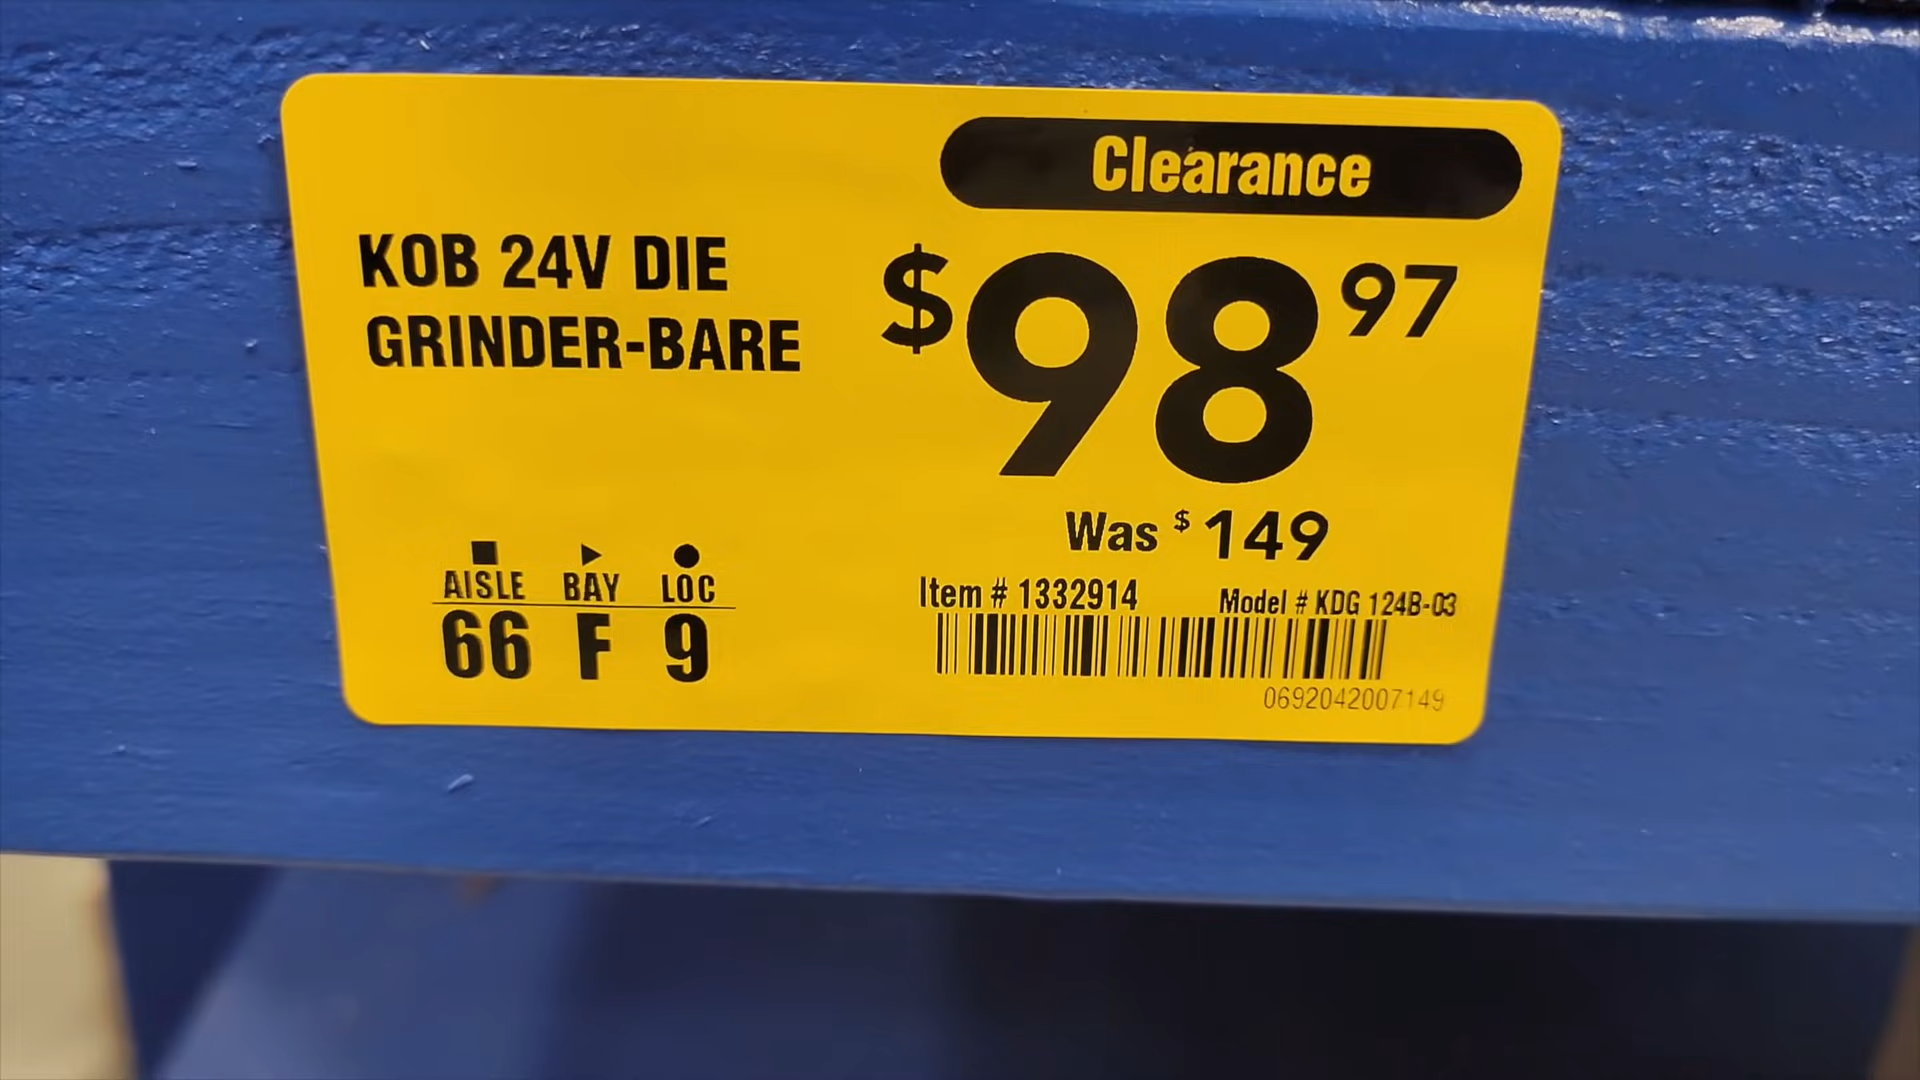 Clearance
KOB 24V DIE
GRINDER-BARE
$98 97
Was $149
AISLE BAY LOC
66 F 9
Item # 1332914 Model # KDG 124B-03
0692042007149